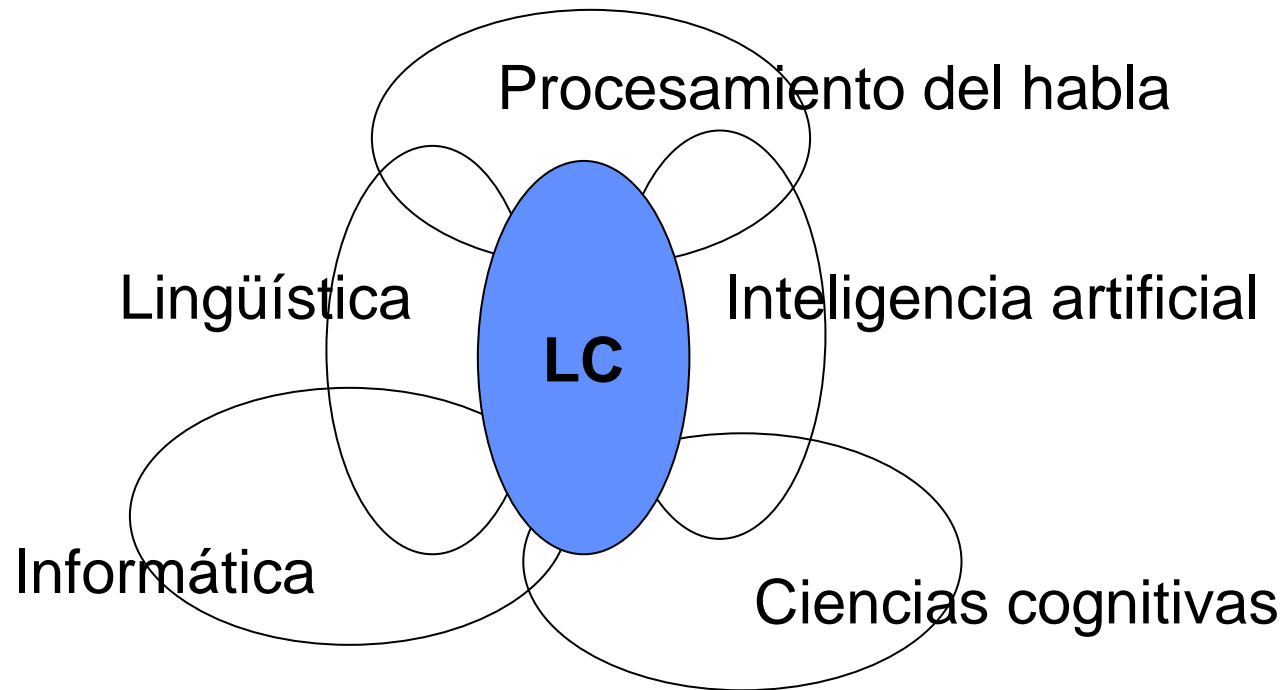 Procesamiento del habla
Lingüística
Inteligencia artificial
LC
Informática
Ciencias cognitivas